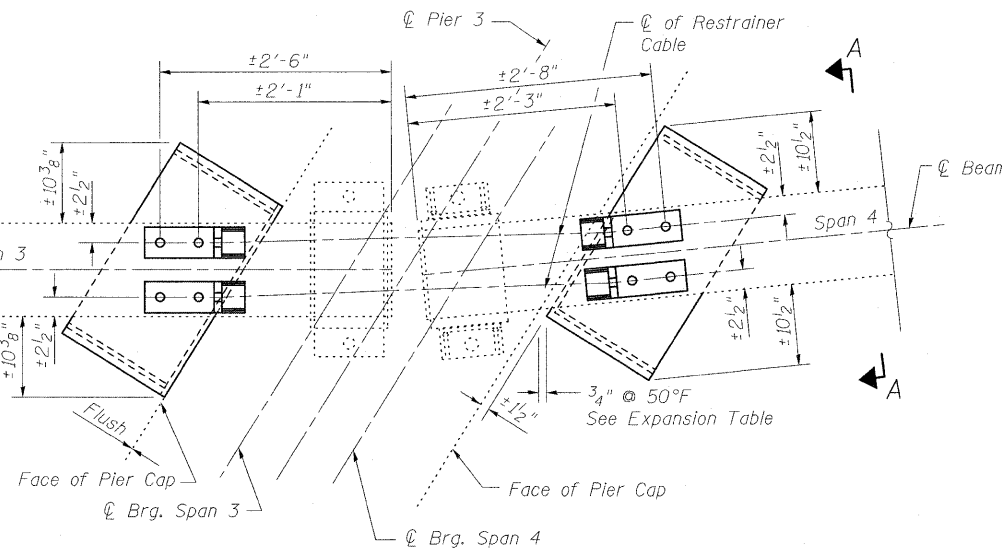 ℄ Pier 3
℄ of Restrainer
Cable
A
±2'-6"
±2'-8"
±2'-1"
±2'-3"
±10⅜"
±2½"
±2½"
±10½"
℄ Beam
Span 4
3
±2½"
±10⅜"
±2½"
±10½"
A
¾" @ 50°F
See Expansion Table
±1½"
Flush
Face of Pier Cap
Face of Pier Cap
℄ Brg. Span 3
℄ Brg. Span 4